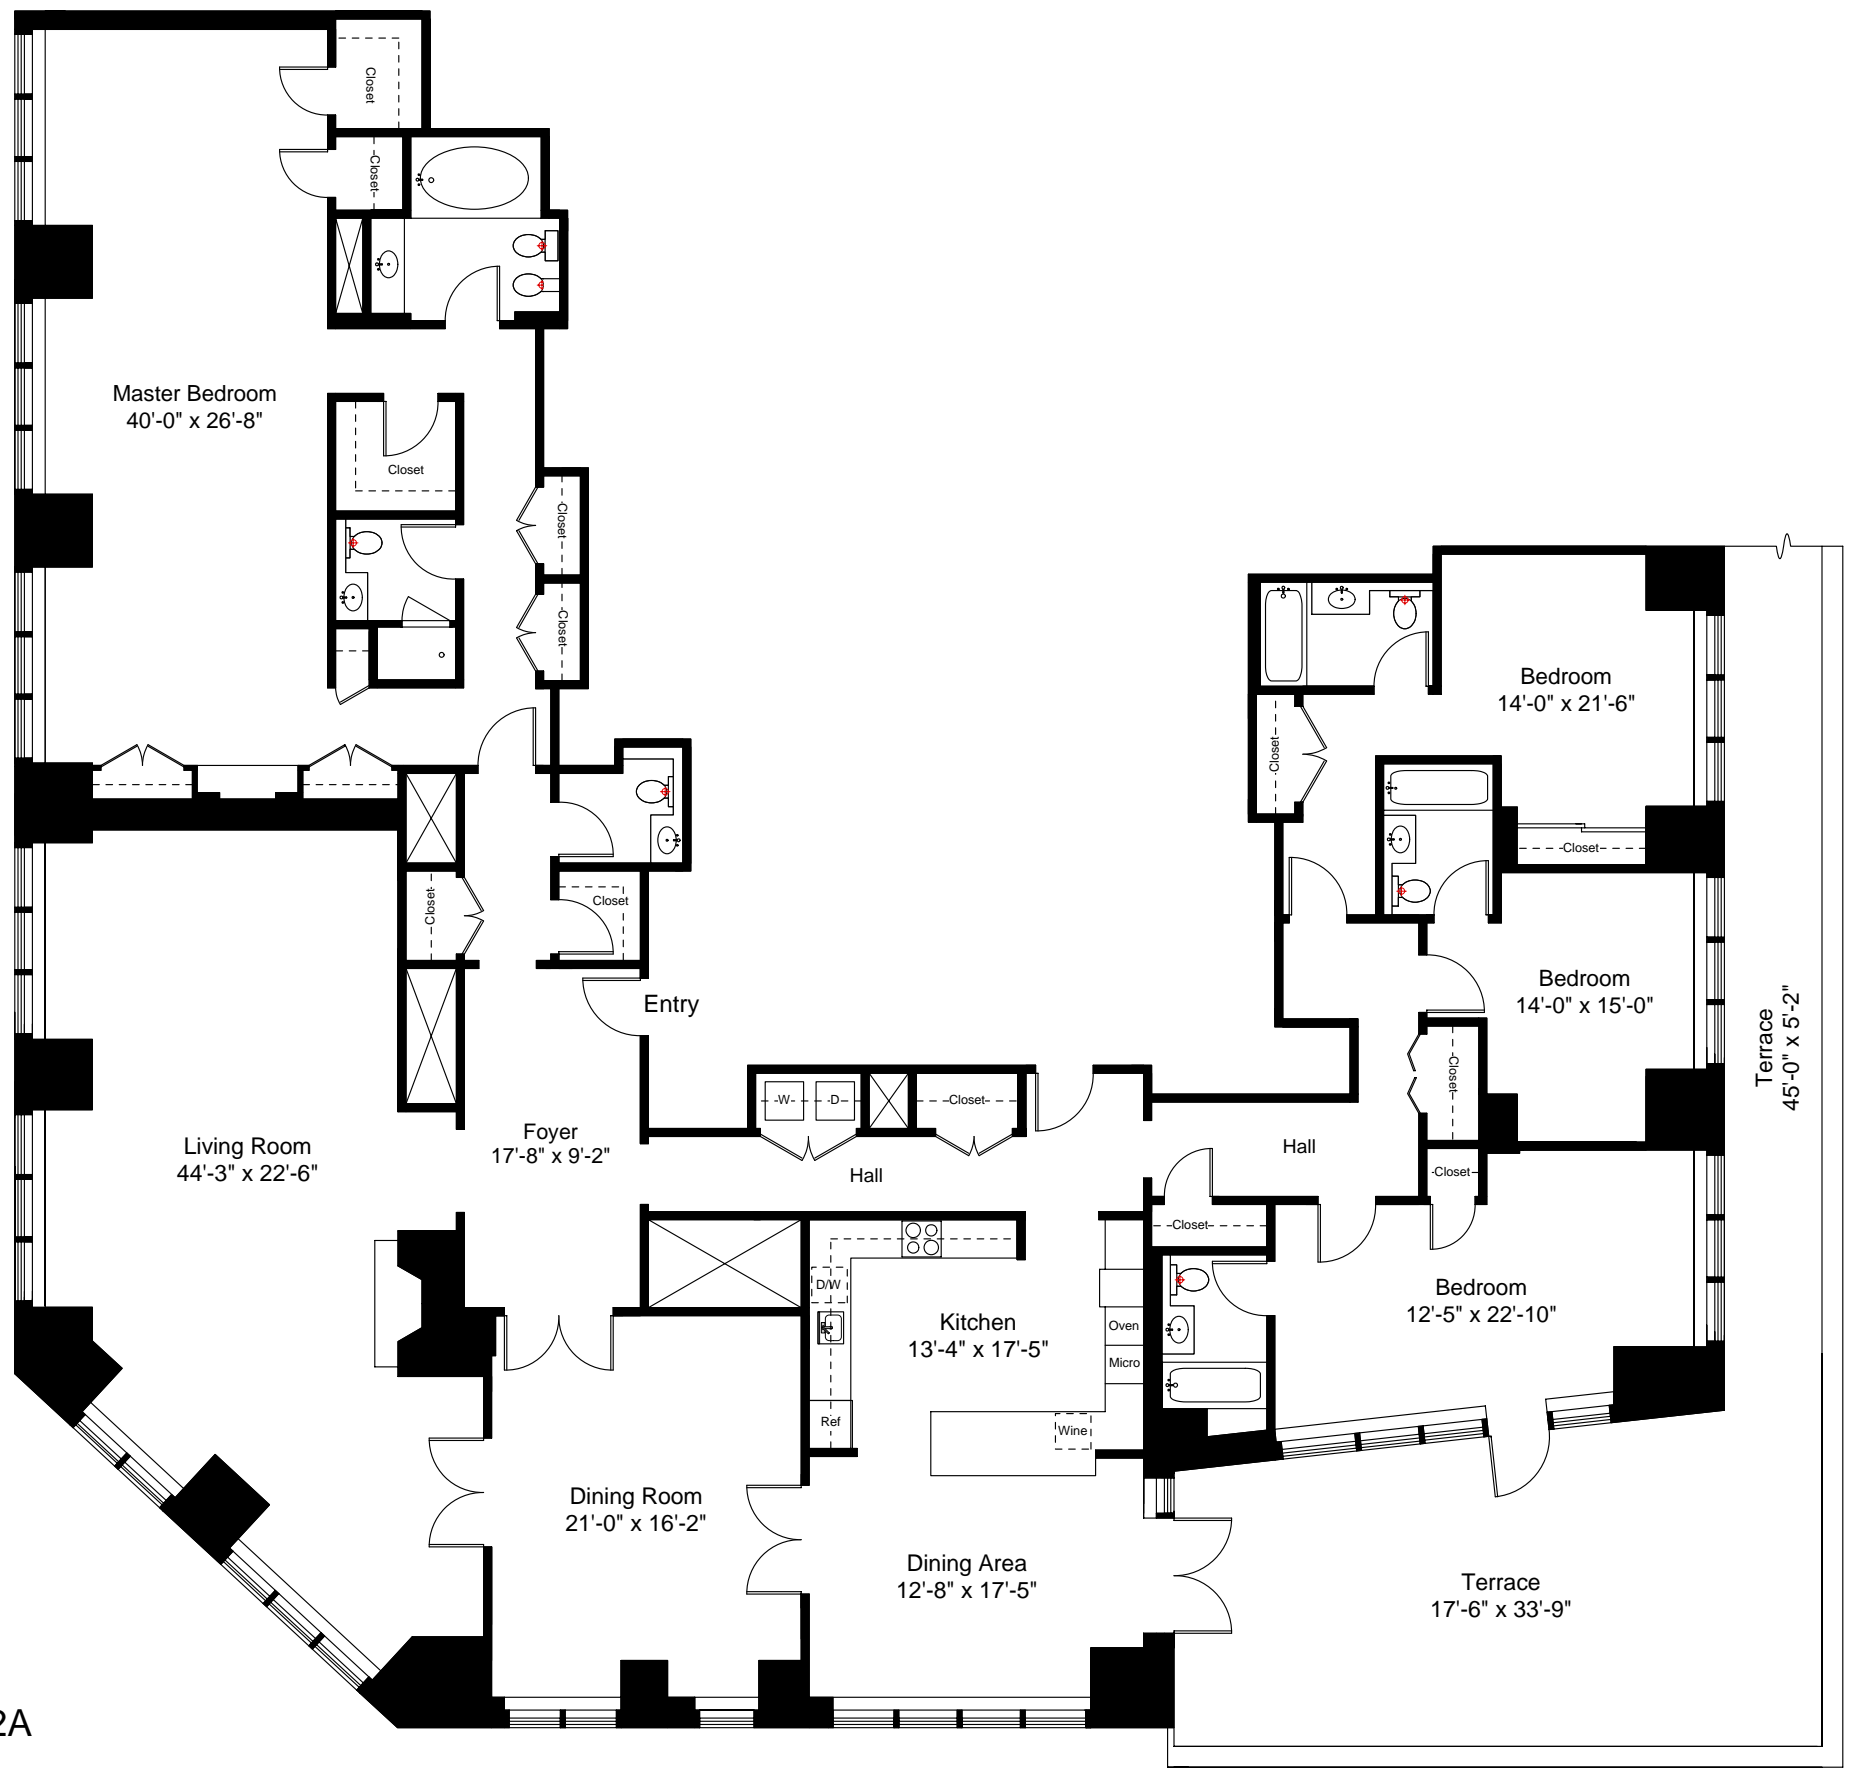 Closet
Closet
Master Bedroom
40'-0" x 26'-8"
Closet
Closet
Closet
Bedroom
14'-0" x 21'-6"
Closet
Closet
Closet
Closet
Bedroom
14'-0" x 15'-0"
Entry
Terrace
45'-0" x 5'-2"
Closet
W
D
Closet
Living Room
44'-3" x 22'-6"
Foyer
17'-8" x 9'-2"
Hall
Hall
Closet
Closet
D/W
Kitchen
13'-4" x 17'-5"
Oven
Micro
Bedroom
12'-5" x 22'-10"
Ref
Wine
Dining Room
21'-0" x 16'-2"
Dining Area
12'-8" x 17'-5"
Terrace
17'-6" x 33'-9"
2A